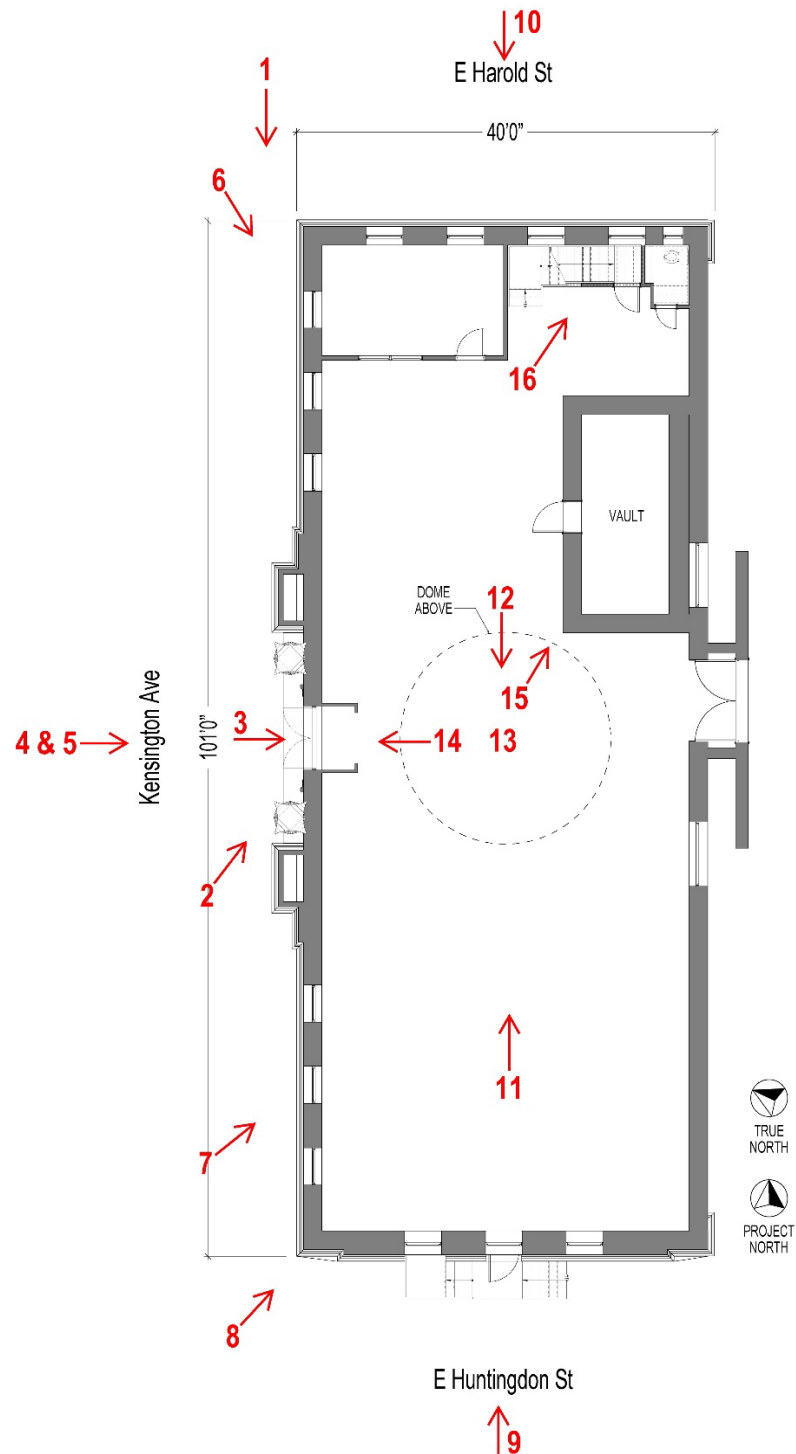 10
E Harold St
1
40'0"
6
16
VAULT
DOME
ABOVE
12
15
4 & 5
Kensington Ave
101'0"
3
14
13
2
11
7
TRUE
NORTH
PROJECT
NORTH
8
E Huntingdon St
9